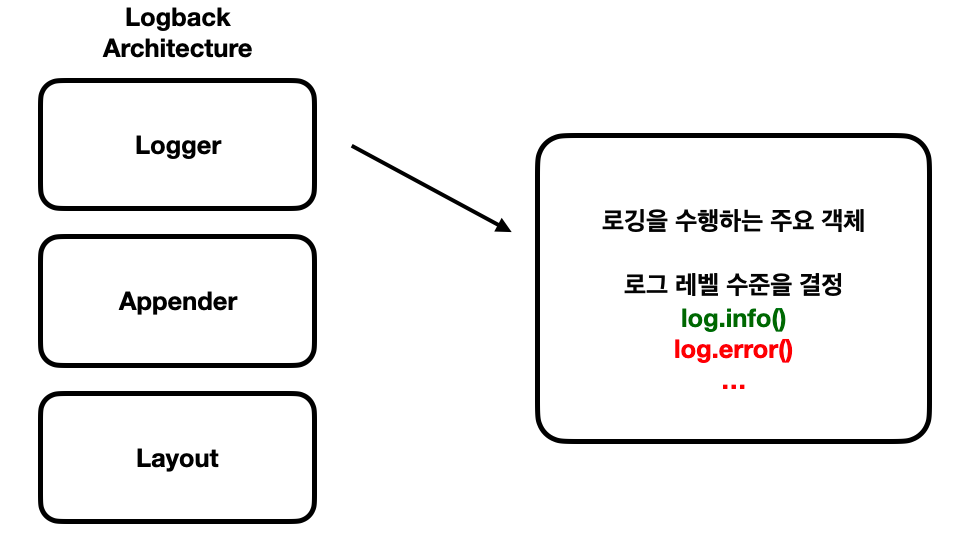 Logback
Architecture
Logger
Appender
Layout
로깅을 수행하는 주요 객체
로그 레벨 수준을 결정
log.info()
log.error()
...